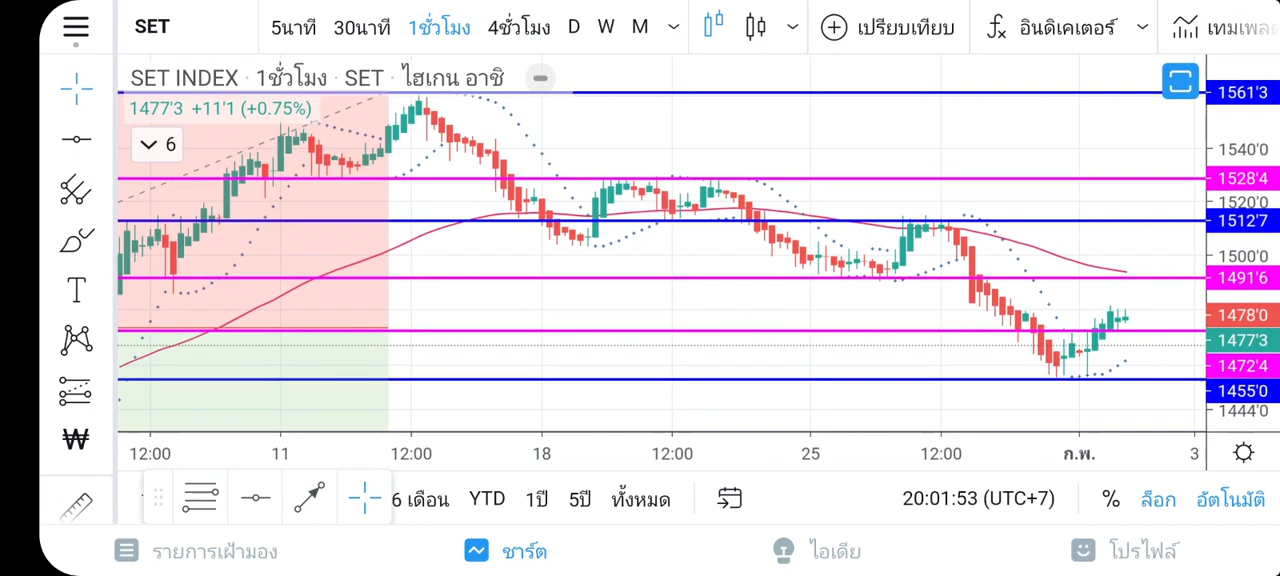 SET 5นาที 30นาที 1ชั่วโมง 4ชั่วโมง D W M เปรียบเทียบ อินดิเคเตอร์
SET INDEX · 1ชั่วโมง · SET · ไฮเกน อาชิ
1477'3 +11'1 (+0.75%)
6
1561'3
1540'0
1528'4
1520'0
1512'7
1500'0
1491'6
1478'0
1477'3
1472'4
1455'0
1444'0
T
₩
12:00 11 12:00 18 12:00 25 12:00 ก.พ. 3
6 เดือน YTD 1ปี 5ปี ทั้งหมด 20:01:53 (UTC+7) % ล็อก อัตโนมัติ
รายการเฝ้ามอง ชาร์ต ไอเดีย โปรไฟล์